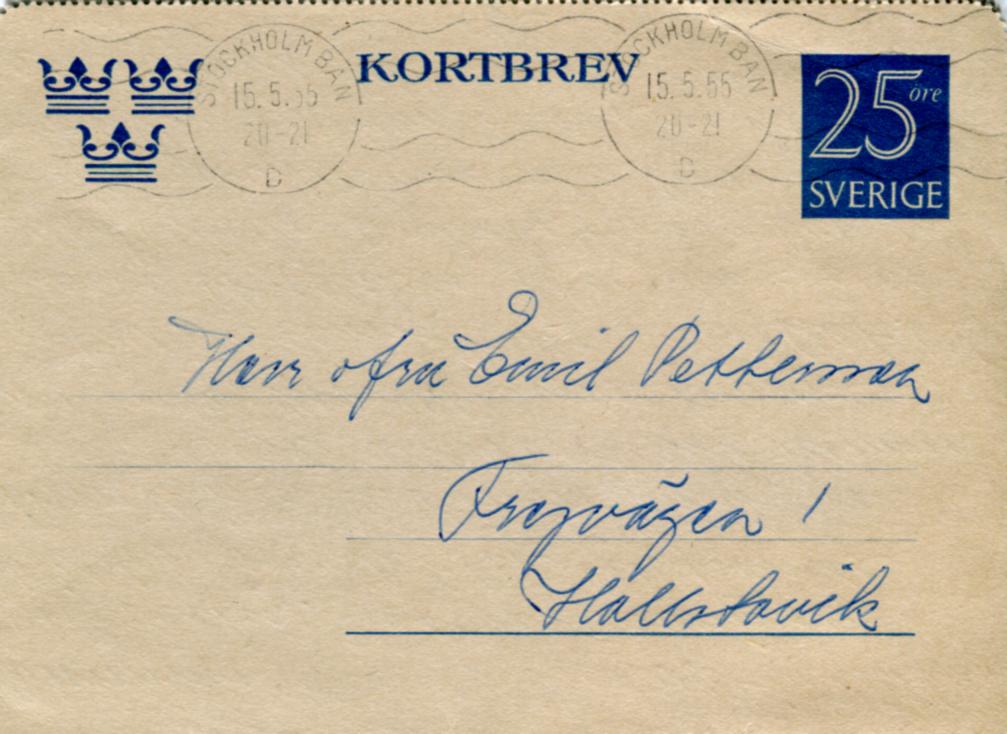 KORTBREV
STOCKHOLM BAN
15.5.55
20-21
D
STOCKHOLM BAN
15.5.55
20-21
D
25 öre
SVERIGE
Herr o fru Emil Petterson
Frejvägen 1
Hallstavik